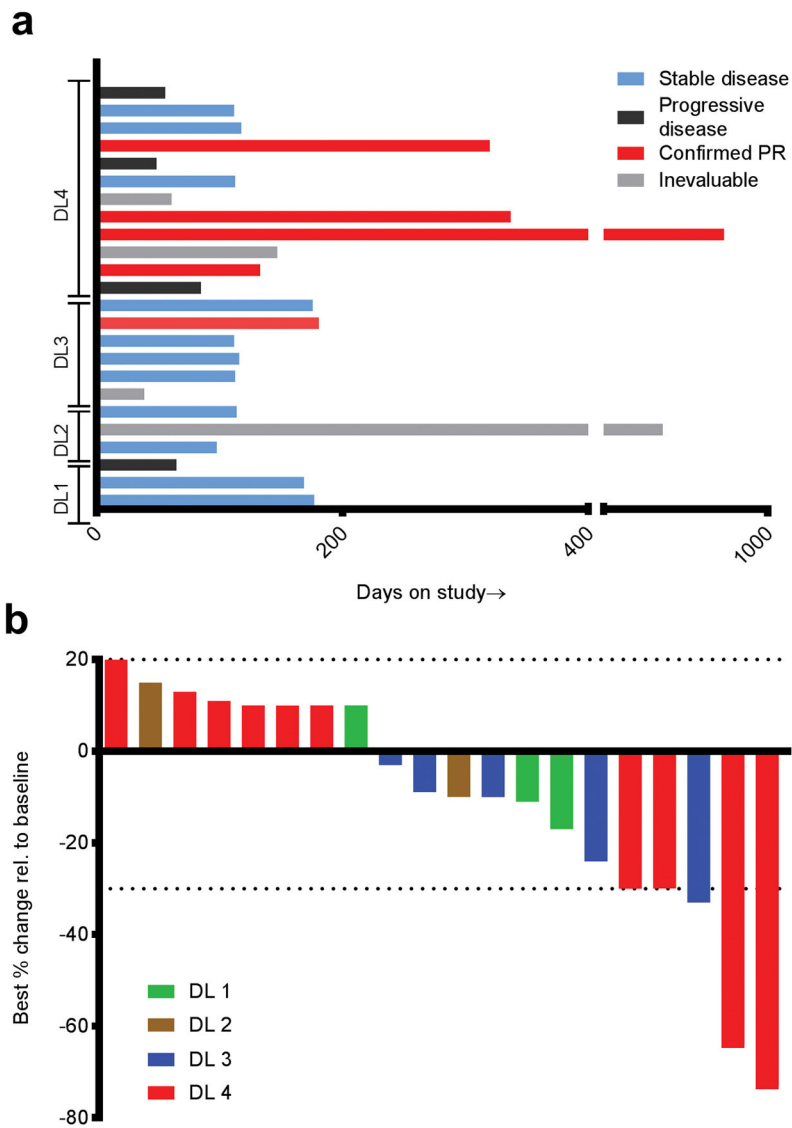 a
Stable disease
Progressive
disease
Confirmed PR
Inevaluable
DL4
DL3
DL2
DL1
0
200
400
1000
Days on study→
b
20
0
-20
-40
-60
-80
Best % change rel. to baseline
DL 1
DL 2
DL 3
DL 4